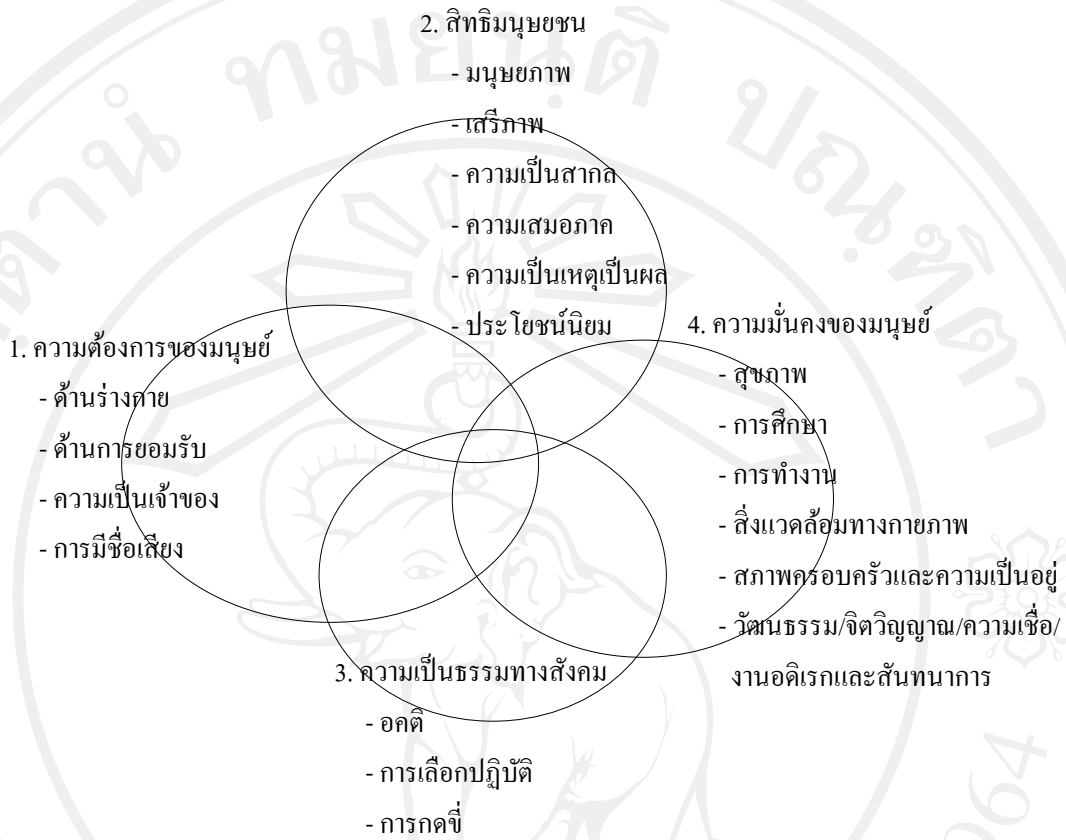 2. สิทธิมนุษยชน
- มนุษยภาพ
- เสรีภาพ
- ความเป็นสากล
- ความเสมอภาค
- ความเป็นเหตุเป็นผล
- ประโยชน์นิยม
1. ความต้องการของมนุษย์
- ด้านร่างกาย
- ด้านการยอมรับ
- ความเป็นเจ้าของ
- การมีชื่อเสียง
4. ความมั่นคงของมนุษย์
- สุขภาพ
- การศึกษา
- การทำงาน
- สิ่งแวดล้อมทางกายภาพ
- สภาพครอบครัวและความเป็นอยู่
- วัฒนธรรม/จิตวิญญาณ/ความเชื่อ/
งานอดิเรกและสันทนาการ
3. ความเป็นธรรมทางสังคม
- อคติ
- การเลือกปฏิบัติ
- การกดขี่
ทมยนฺติ ปณฺฑิตา
964